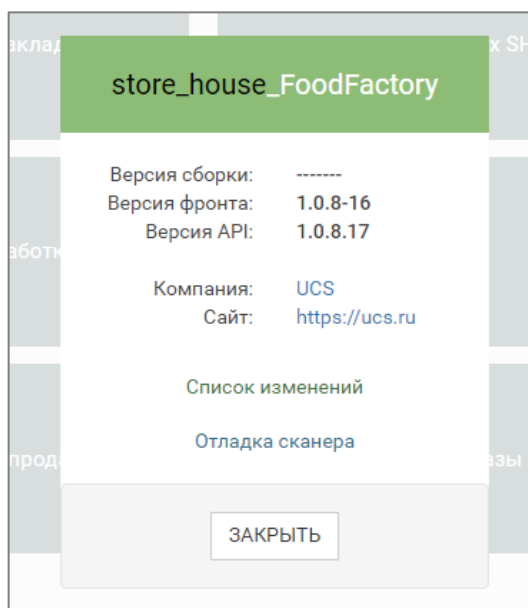 store_house_FoodFactory
Версия сборки: -------
Версия фронта: 1.0.8-16
Версия API: 1.0.8.17
Компания: UCS
Сайт: https://ucs.ru
Список изменений
Отладка сканера
ЗАКРЫТЬ